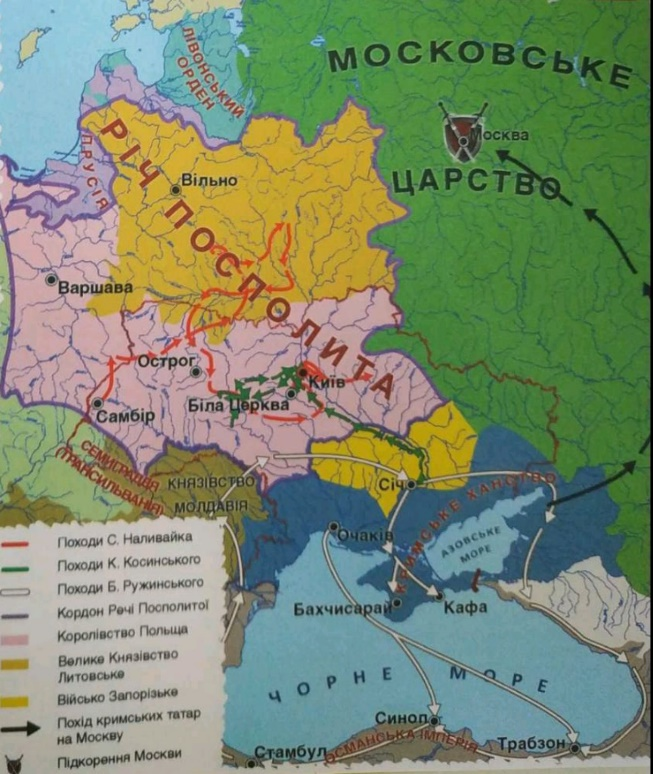 ЛІВОНСЬКИЙ
ОРДЕН
МОСКОВСЬКЕ
ЦАРСТВО
Москва
ПРУСІЯ
РІЧ ПОСПОЛИТА
Вільно
Варшава
Острог
Київ
Біла Церква
Самбір
СЕМИГРАДДЯ
(ТРАНСИЛЬВАНІЯ)
КНЯЗІВСТВО
МОЛДАВІЯ
Січ
КРИМСЬКЕ ХАНСТВО
Очаків
АЗОВСЬКЕ
МОРЕ
Бахчисарай
Кафа
ЧОРНЕ МОРЕ
Синоп
Трабзон
Стамбул
ОСМАНСЬКА ІМПЕРІЯ
Походи С. Наливайка
Походи К. Косинського
Походи Б. Ружинського
Кордон Речі Посполитої
Королівство Польща
Велике Князівство
Литовське
Військо Запорізьке
Похід кримських татар
на Москву
Підкорення Москви